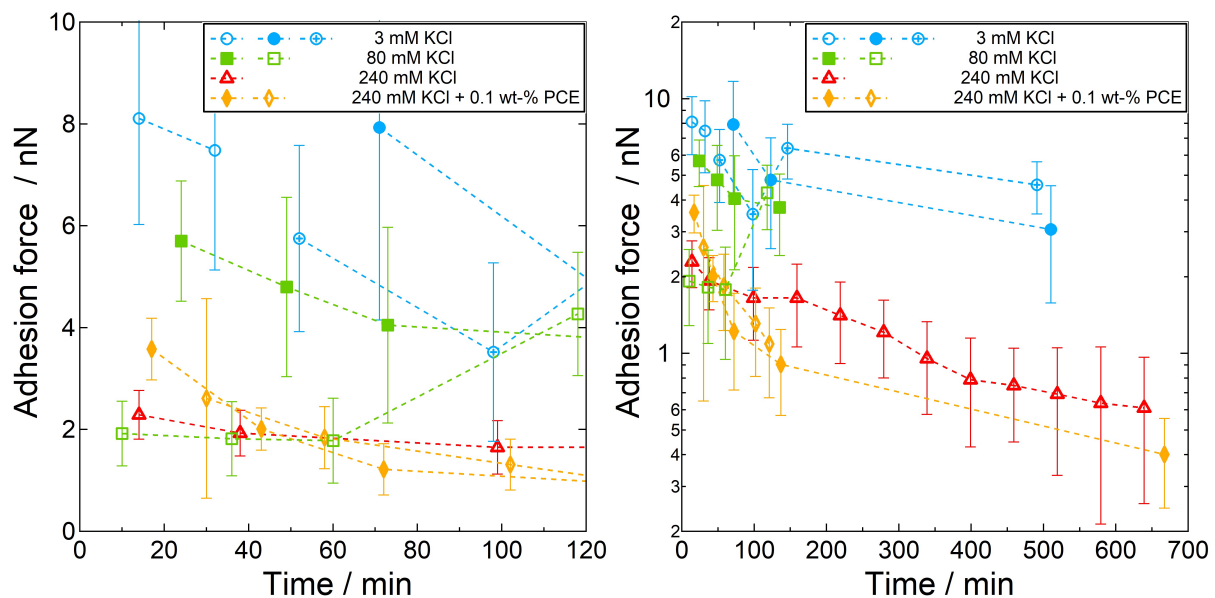 10
8
6
4
2
0
0
20
40
60
80
100
120
Adhesion force / nN
Time / min
3 mM KCl
80 mM KCl
240 mM KCl
240 mM KCl + 0.1 wt-% PCE
2
10
6
5
4
3
2
1
6
5
4
3
2
0
100
200
300
400
500
600
700
Adhesion force / nN
Time / min
3 mM KCl
80 mM KCl
240 mM KCl
240 mM KCl + 0.1 wt-% PCE